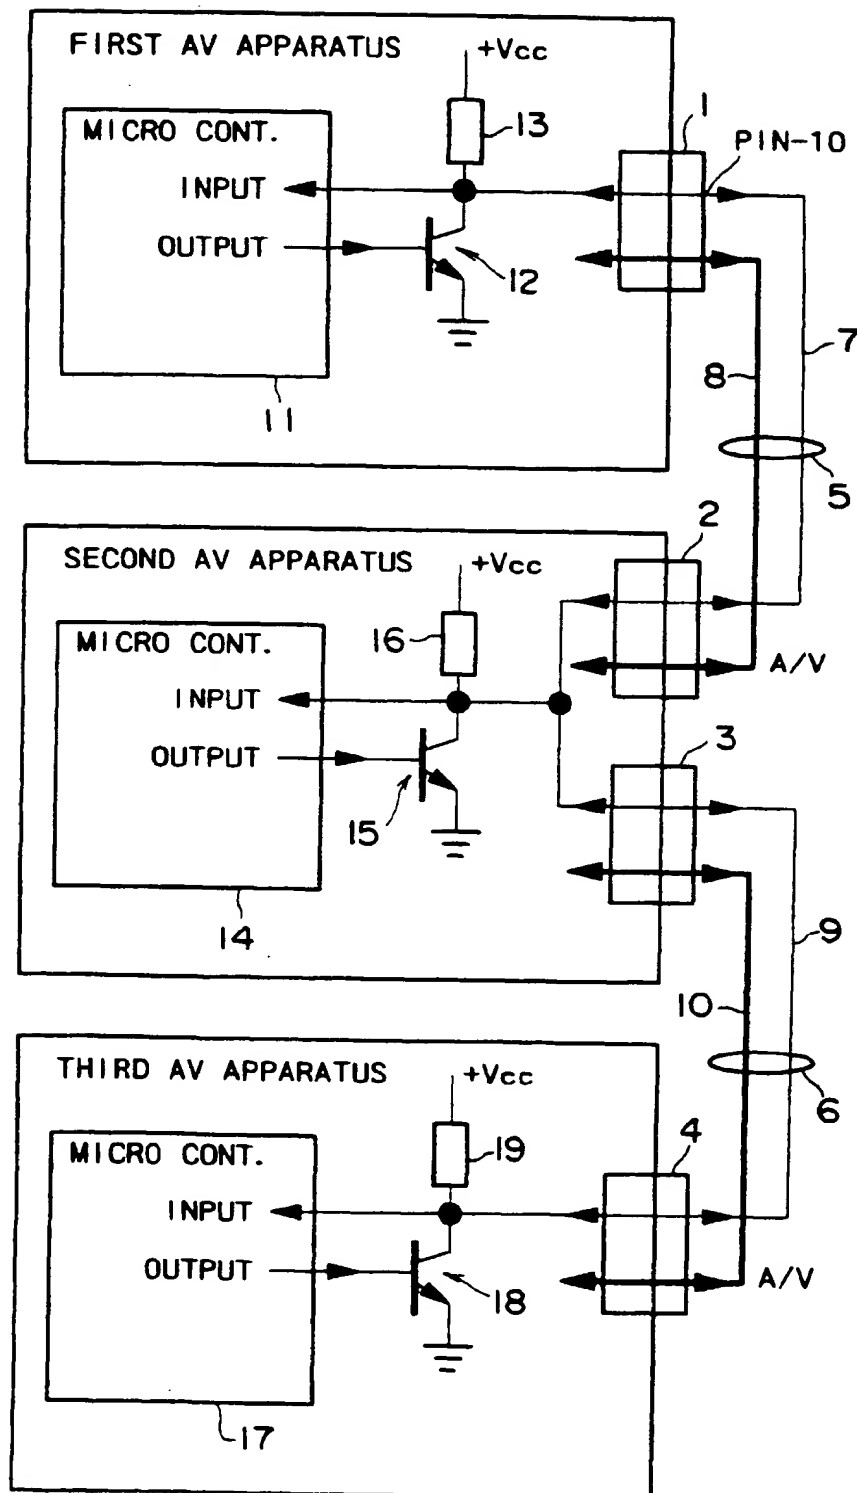 FIRST AV APPARATUS
+Vcc
13
1
MICRO CONT.
PIN-10
INPUT
OUTPUT
12
7
8
11
5
2
SECOND AV APPARATUS
+Vcc
16
MICRO CONT.
A/V
INPUT
3
OUTPUT
15
14
9
10
THIRD AV APPARATUS
+Vcc
6
19
4
MICRO CONT.
INPUT
OUTPUT
18
A/V
17